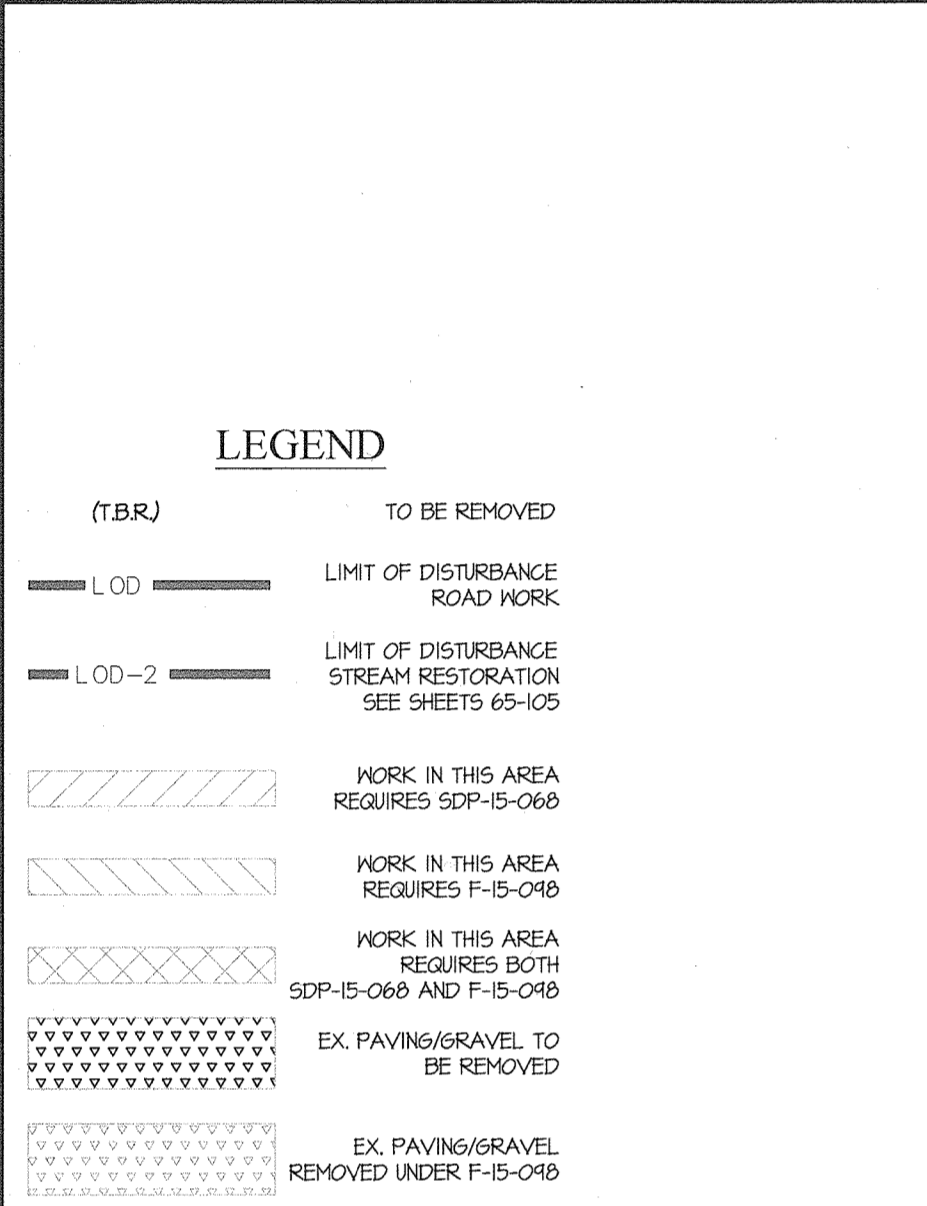 LEGEND
(T.B.R.) TO BE REMOVED
LOD LIMIT OF DISTURBANCE
ROAD WORK
LOD-2 LIMIT OF DISTURBANCE
STREAM RESTORATION
SEE SHEETS 65-105
WORK IN THIS AREA
REQUIRES SDP-15-068
WORK IN THIS AREA
REQUIRES F-15-098
WORK IN THIS AREA
REQUIRES BOTH
SDP-15-068 AND F-15-098
EX. PAVING/GRAVEL TO
BE REMOVED
EX. PAVING/GRAVEL
REMOVED UNDER F-15-098